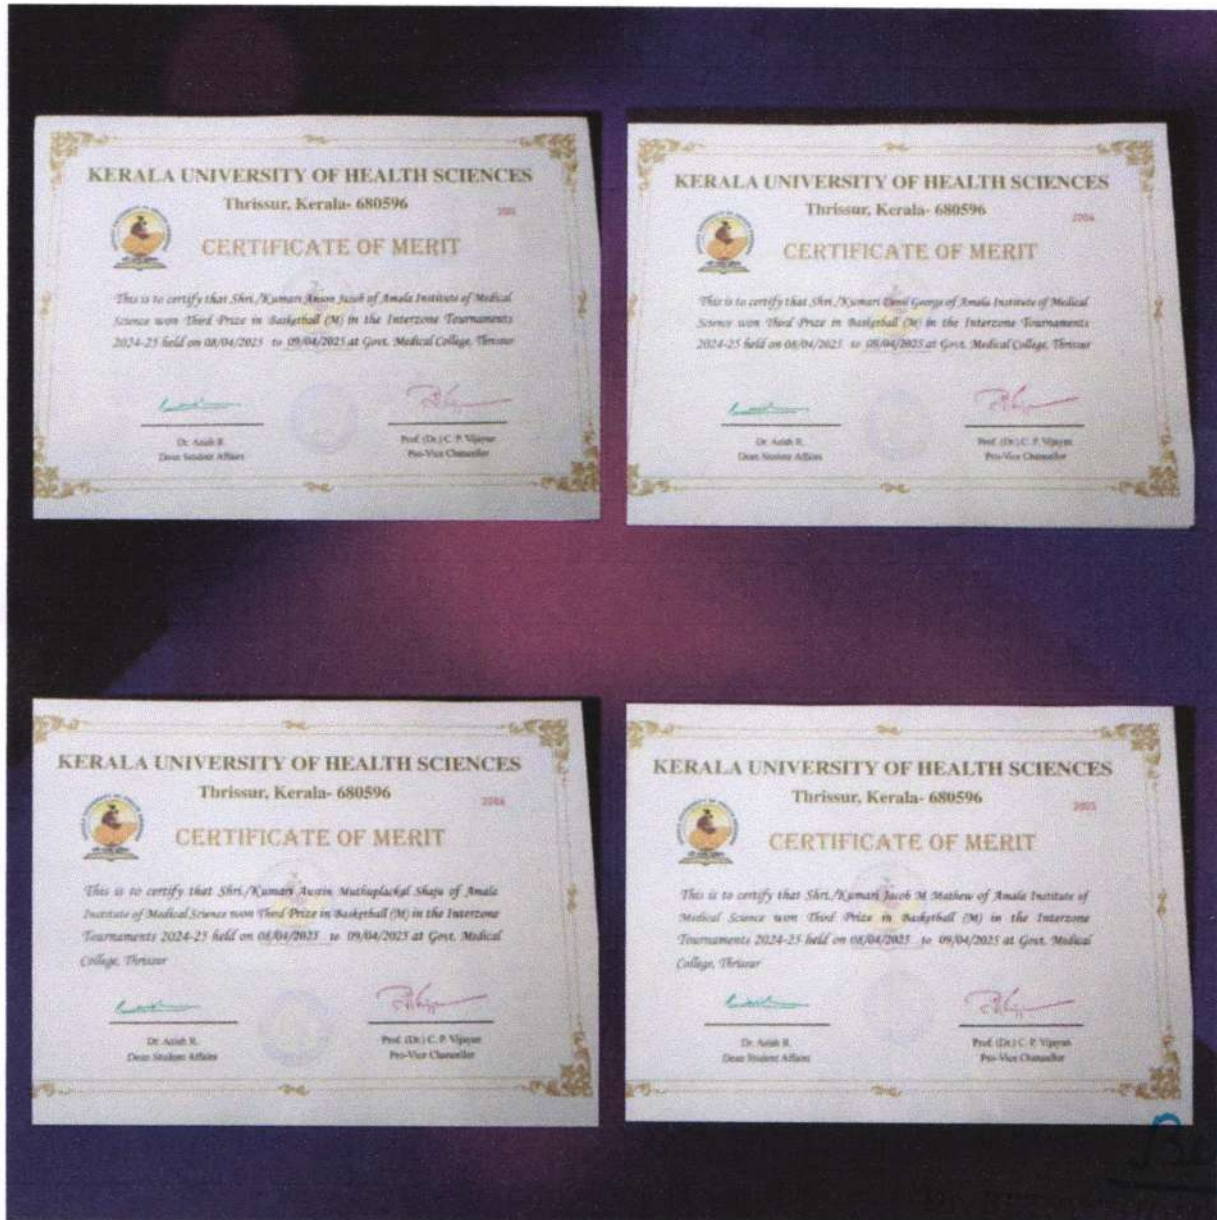 KERALA UNIVERSITY OF HEALTH SCIENCES
Thrissur, Kerala- 680596
CERTIFICATE OF MERIT
This is to certify that Shri./Kumari Anson Jacob of Amala Institute of Medical
Science won Third Prize in Basketball (M) in the Interzone Tournaments
2024-25 held on 08/04/2025 to 09/04/2025 at Govt. Medical College, Thrissur
Dr. Asish R.
Dean Student Affairs
Prof. (Dr.) C. P. Vijayan
Pro-Vice Chancellor
KERALA UNIVERSITY OF HEALTH SCIENCES
Thrissur, Kerala- 680596
2004
CERTIFICATE OF MERIT
This is to certify that Shri./Kumari George of Amala Institute of Medical
Science won Third Prize in Basketball (M) in the Interzone Tournaments
2024-25 held on 08/04/2025 to 09/04/2025 at Govt. Medical College, Thrissur
Dr. Asish R.
Dean Student Affairs
Prof. (Dr.) C. P. Vijayan
Pro-Vice Chancellor
KERALA UNIVERSITY OF HEALTH SCIENCES
Thrissur, Kerala- 680596
CERTIFICATE OF MERIT
This is to certify that Shri./Kumari Austin Muthuplackal Shaju of Amala
Institute of Medical Science won Third Prize in Basketball (M) in the Interzone
Tournaments 2024-25 held on 08/04/2025 to 09/04/2025 at Govt. Medical
College, Thrissur
Dr. Asish R.
Dean Student Affairs
Prof. (Dr.) C. P. Vijayan
Pro-Vice Chancellor
KERALA UNIVERSITY OF HEALTH SCIENCES
Thrissur, Kerala- 680596
2005
CERTIFICATE OF MERIT
This is to certify that Shri./Kumari Jacob M Mathew of Amala Institute of
Medical Science won Third Prize in Basketball (M) in the Interzone
Tournaments 2024-25 held on 08/04/2025 to 09/04/2025 at Govt. Medical
College, Thrissur
Dr. Asish R.
Dean Student Affairs
Prof. (Dr.) C. P. Vijayan
Pro-Vice Chancellor